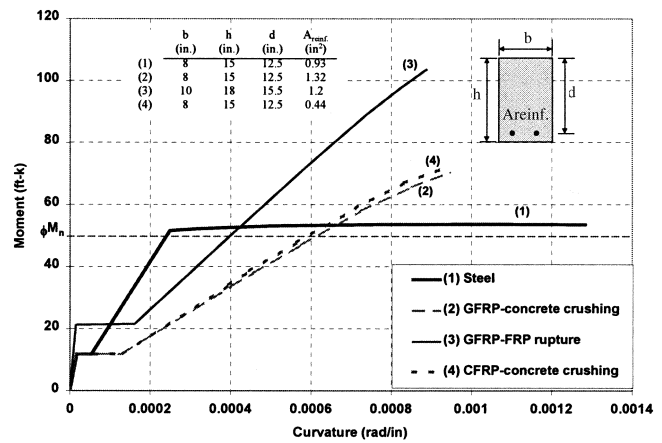 b h d Areinf.
(in.) (in.) (in.) (in²)
(1) 8 15 12.5 0.93
(2) 8 15 12.5 1.32
(3) 10 18 15.5 1.2
(4) 8 15 12.5 0.44
b
h
d
Areinf.
(3)
(4)
(2)
(1)
Moment (ft-k)
120
100
80
60
ϕMn
40
20
0
(1) Steel
(2) GFRP-concrete crushing
(3) GFRP-FRP rupture
(4) CFRP-concrete crushing
0 0.0002 0.0004 0.0006 0.0008 0.001 0.0012 0.0014
Curvature (rad/in)